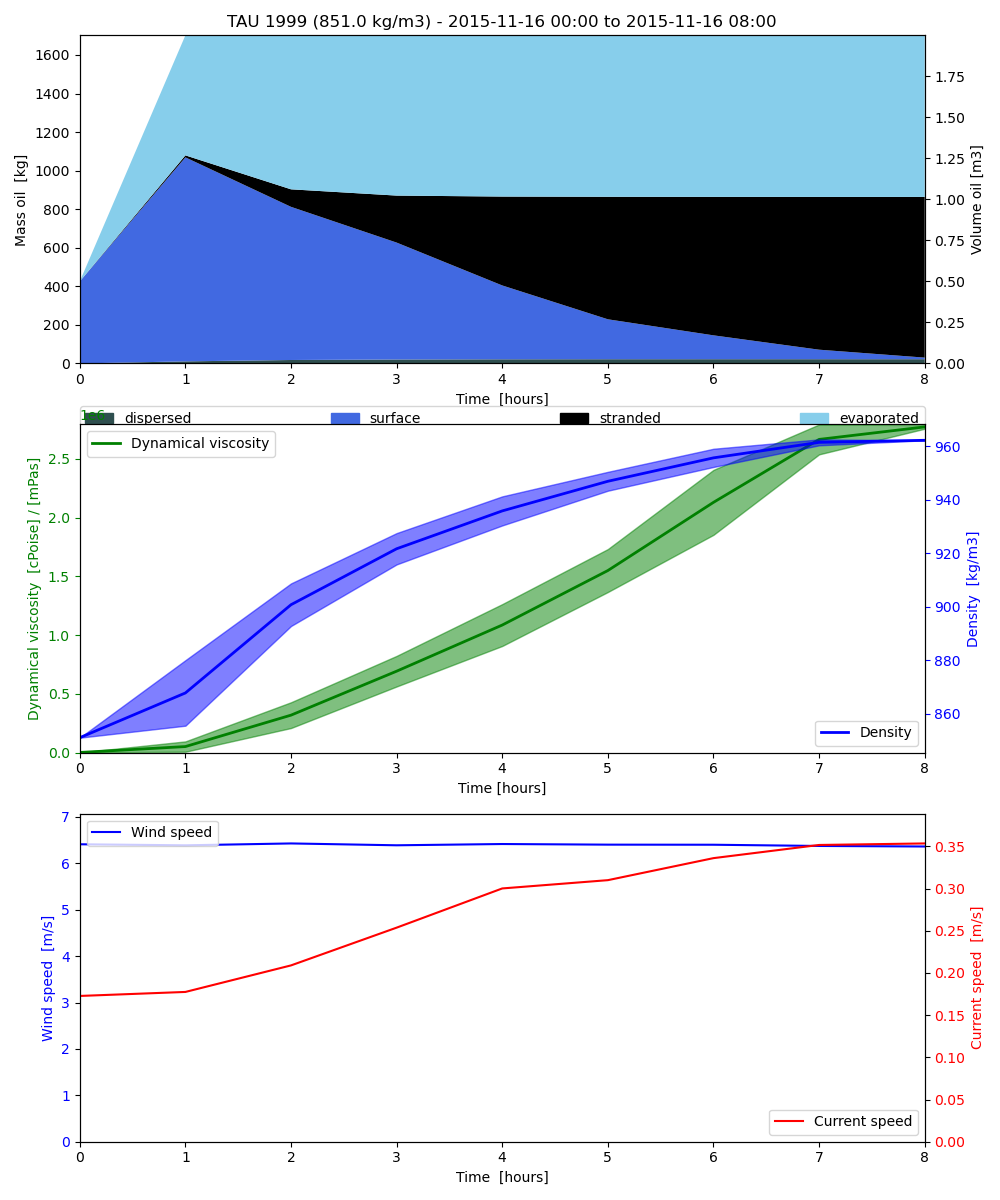 TAU 1999 (851.0 kg/m3) - 2015-11-16 00:00 to 2015-11-16 08:00
Mass oil [kg]
1600
1400
1200
1000
800
600
400
200
0
Volume oil [m3]
1.75
1.50
1.25
1.00
0.75
0.50
0.25
0.00
0 1 2 3 4 5 6 7 8
Time [hours]
dispersed surface stranded evaporated
1e6
Dynamical viscosity
Dynamical viscosity [cPoise] / [mPas]
2.5
2.0
1.5
1.0
0.5
0.0
Density [kg/m3]
960
940
920
900
880
860
Density
0 1 2 3 4 5 6 7 8
Time [hours]
Wind speed
Wind speed [m/s]
7
6
5
4
3
2
1
0
Current speed [m/s]
0.35
0.30
0.25
0.20
0.15
0.10
0.05
0.00
Current speed
0 1 2 3 4 5 6 7 8
Time [hours]